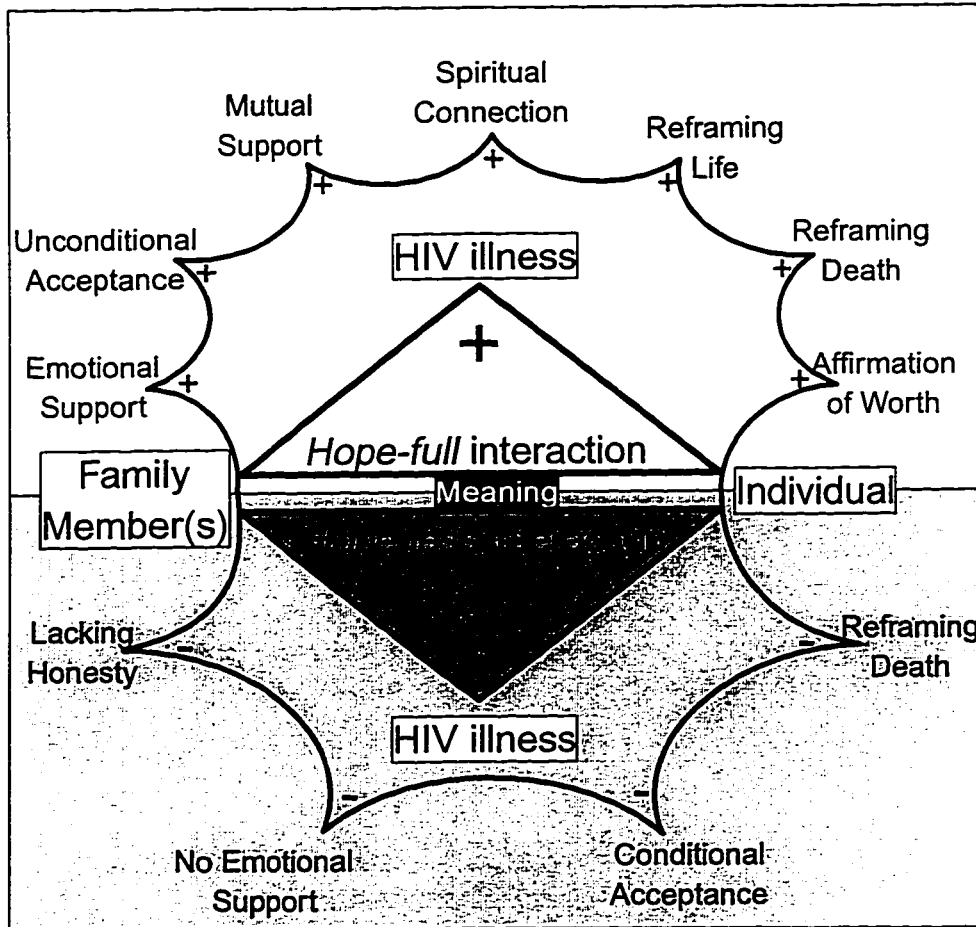 Spiritual
Connection
Mutual
Support
Reframing
Life
Unconditional
Acceptance
HIV illness
Reframing
Death
+
+
+
+
+
+
+
+
Emotional
Support
Affirmation
of Worth
Hope-full interaction
Family
Member(s)
Meaning
Individual
Lacking
Honesty
-
-
Reframing
Death
HIV illness
-
-
No Emotional
Support
Conditional
Acceptance